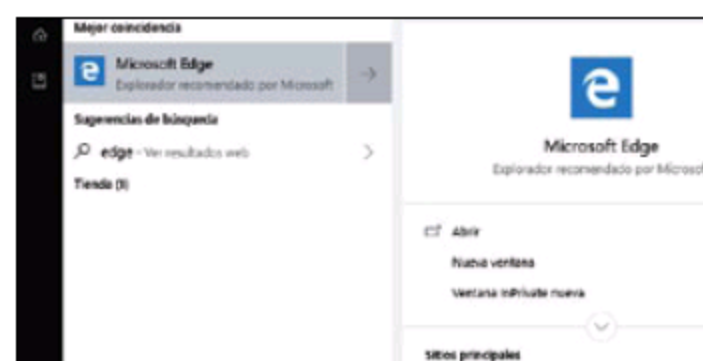 Mejor coincidencia
Microsoft Edge
Explorador recomendado por Microsoft
Sugerencias de búsqueda
edge - Ver resultados web
Tienda (9)
Microsoft Edge
Explorador recomendado por Microsof
Abrir
Nueva ventana
Ventana InPrivate nueva
Sitios principales